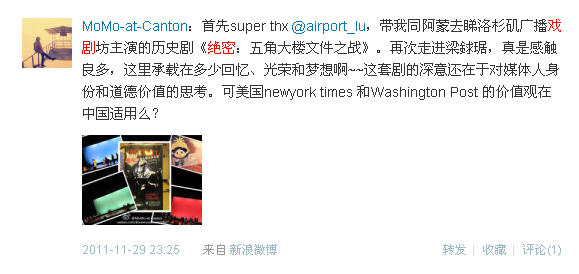 MoMo-at-Canton：首先super thx @airport_lu，带我同阿蒙去睇洛杉矶广播戏
剧坊主演的历史剧《绝密：五角大楼文件之战》。再次走进梁銶琚，真是感触
良多，这里承载在多少回忆、光荣和梦想啊~~这套剧的深意还在于对媒体人身
份和道德价值的思考。可美国newyork times 和Washington Post 的价值观在
中国适用么？
2011-11-29 23:25 来自新浪微博 转发 | 收藏 | 评论(1)